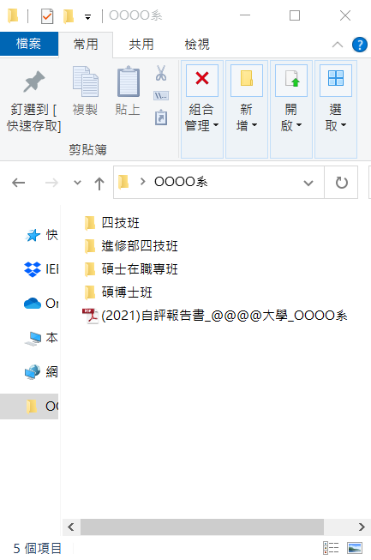 OOOO系
檔案 常用 共用 檢視
釘選到 [ 複製 貼上 組合 新 開 選
快速存取] 管理 增 啟 取
剪貼簿
OOOO系
四技班
快 進修部四技班
IEI 碩士在職專班
On 碩博士班
本 (2021)自評報告書_@@@@大學_OOOO系
網
OO
5 個項目